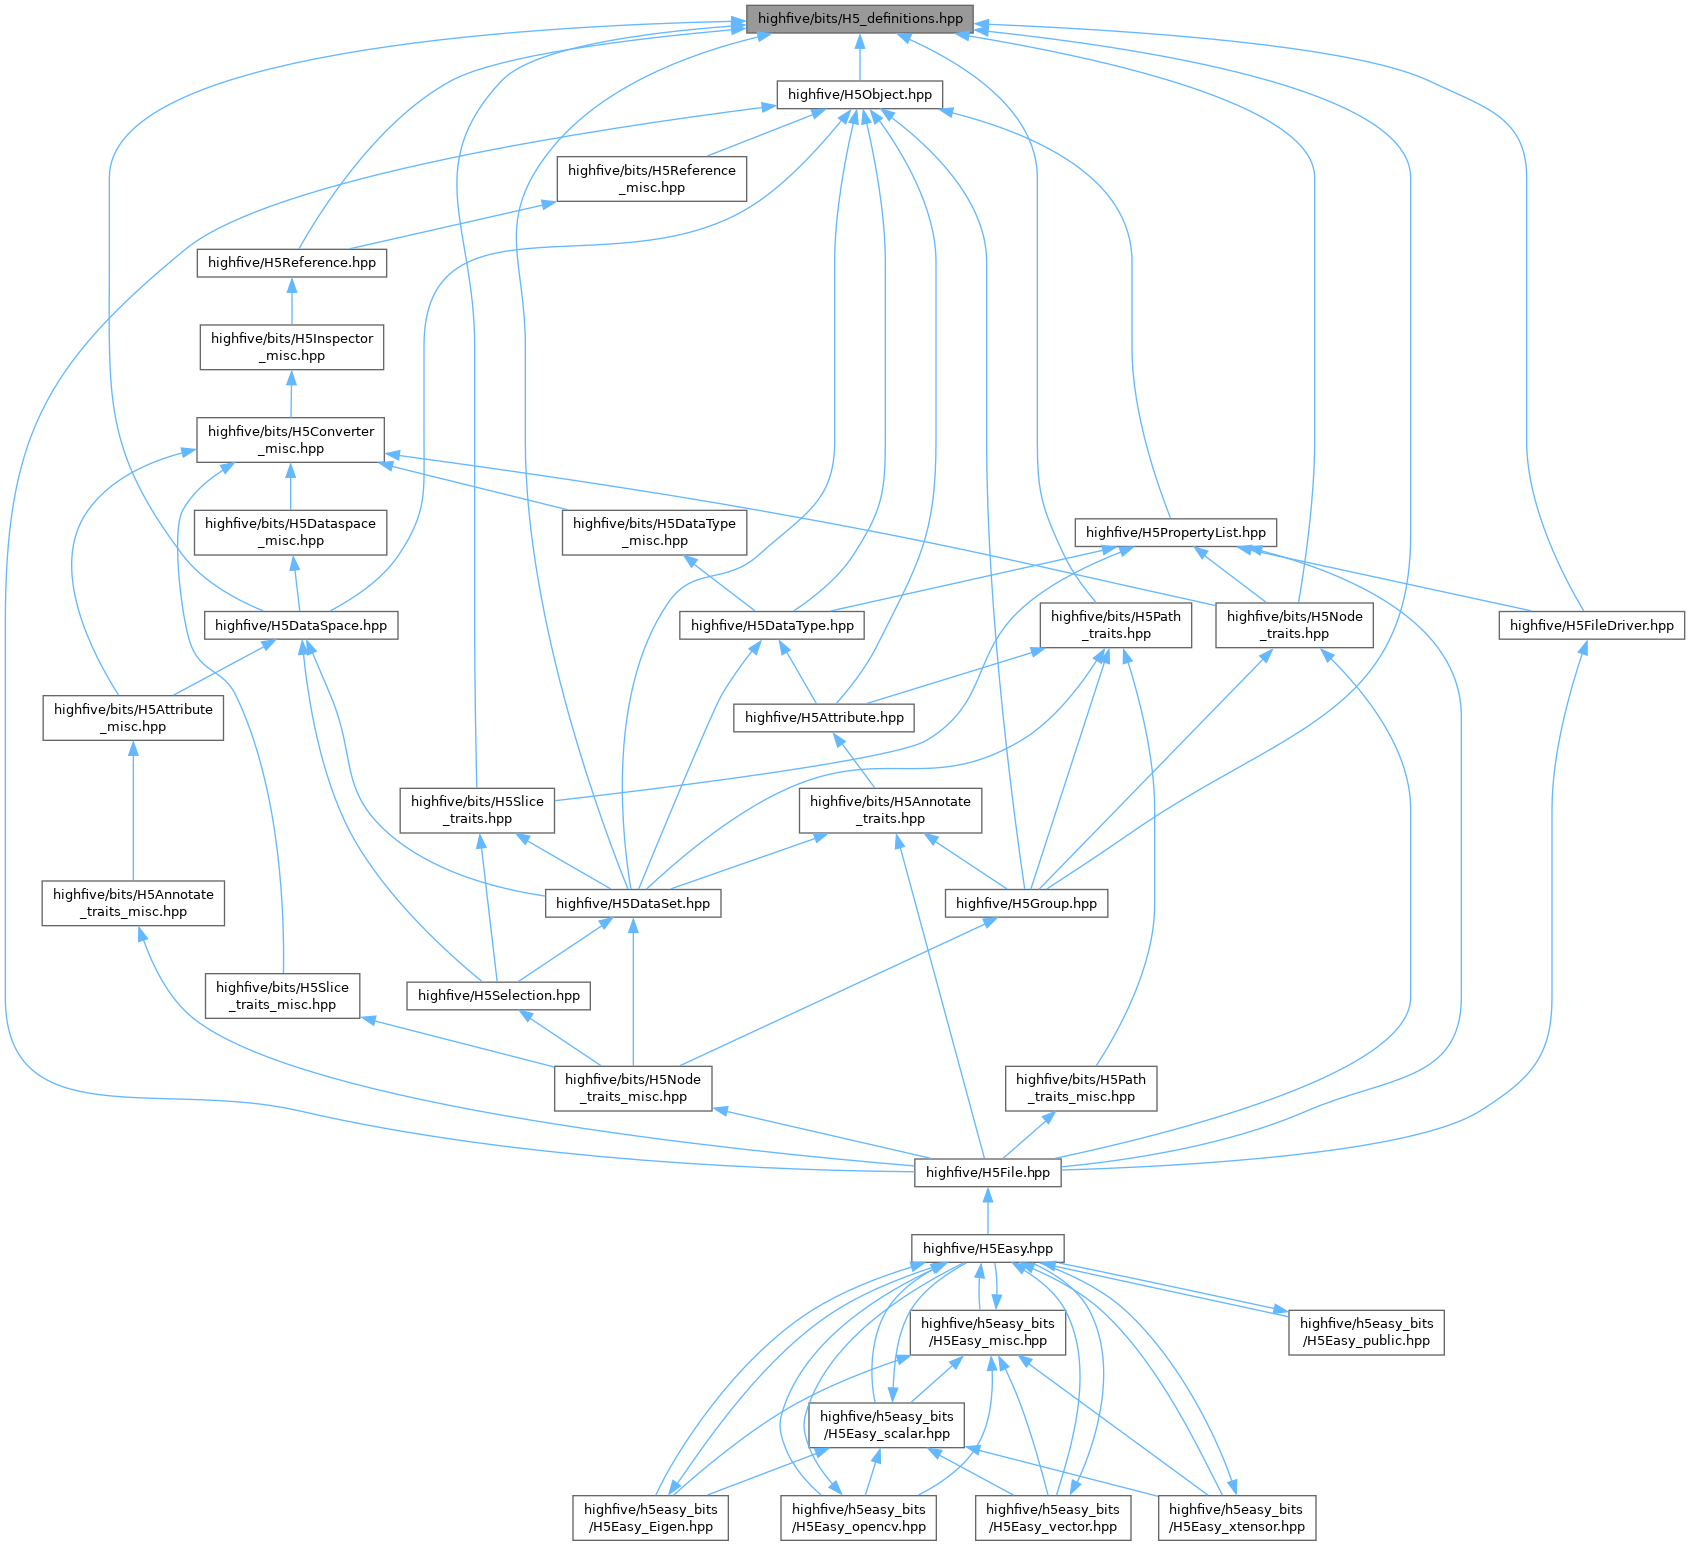 highfive/bits/H5_definitions.hpp
highfive/H5Object.hpp
highfive/bits/H5Reference
_misc.hpp
highfive/H5Reference.hpp
highfive/bits/H5Inspector
_misc.hpp
highfive/bits/H5Converter
_misc.hpp
highfive/bits/H5Dataspace
_misc.hpp
highfive/bits/H5DataType
_misc.hpp
highfive/H5PropertyList.hpp
highfive/H5DataSpace.hpp
highfive/H5DataType.hpp
highfive/bits/H5Path
_traits.hpp
highfive/bits/H5Node
_traits.hpp
highfive/H5FileDriver.hpp
highfive/bits/H5Attribute
_misc.hpp
highfive/H5Attribute.hpp
highfive/bits/H5Slice
_traits.hpp
highfive/bits/H5Annotate
_traits.hpp
highfive/bits/H5Annotate
_traits_misc.hpp
highfive/H5DataSet.hpp
highfive/H5Group.hpp
highfive/bits/H5Slice
_traits_misc.hpp
highfive/H5Selection.hpp
highfive/bits/H5Node
_traits_misc.hpp
highfive/bits/H5Path
_traits_misc.hpp
highfive/H5File.hpp
highfive/H5Easy.hpp
highfive/h5easy_bits
/H5Easy_misc.hpp
highfive/h5easy_bits
/H5Easy_public.hpp
highfive/h5easy_bits
/H5Easy_scalar.hpp
highfive/h5easy_bits
/H5Easy_Eigen.hpp
highfive/h5easy_bits
/H5Easy_opencv.hpp
highfive/h5easy_bits
/H5Easy_vector.hpp
highfive/h5easy_bits
/H5Easy_xtensor.hpp